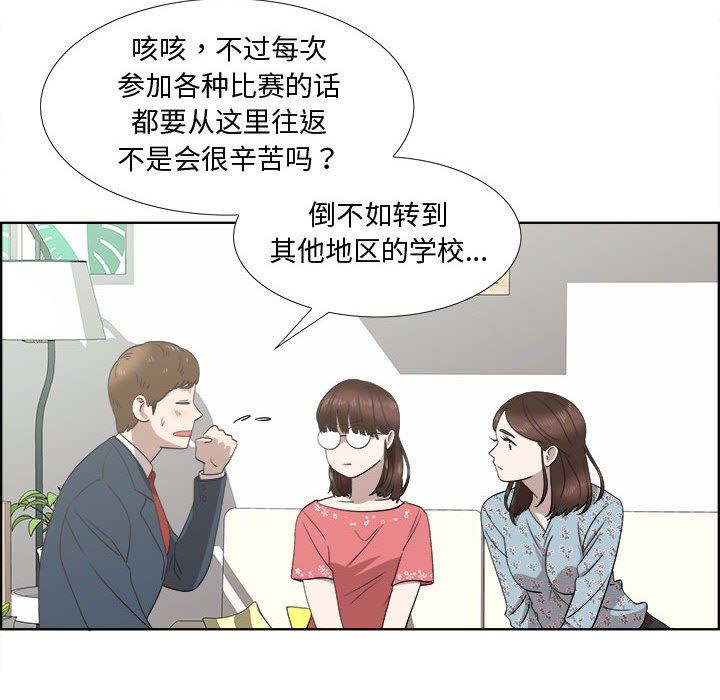 咳咳，不过每次
参加各种比赛的话
都要从这里往返
不是会很辛苦吗？
倒不如转到
其他地区的学校...